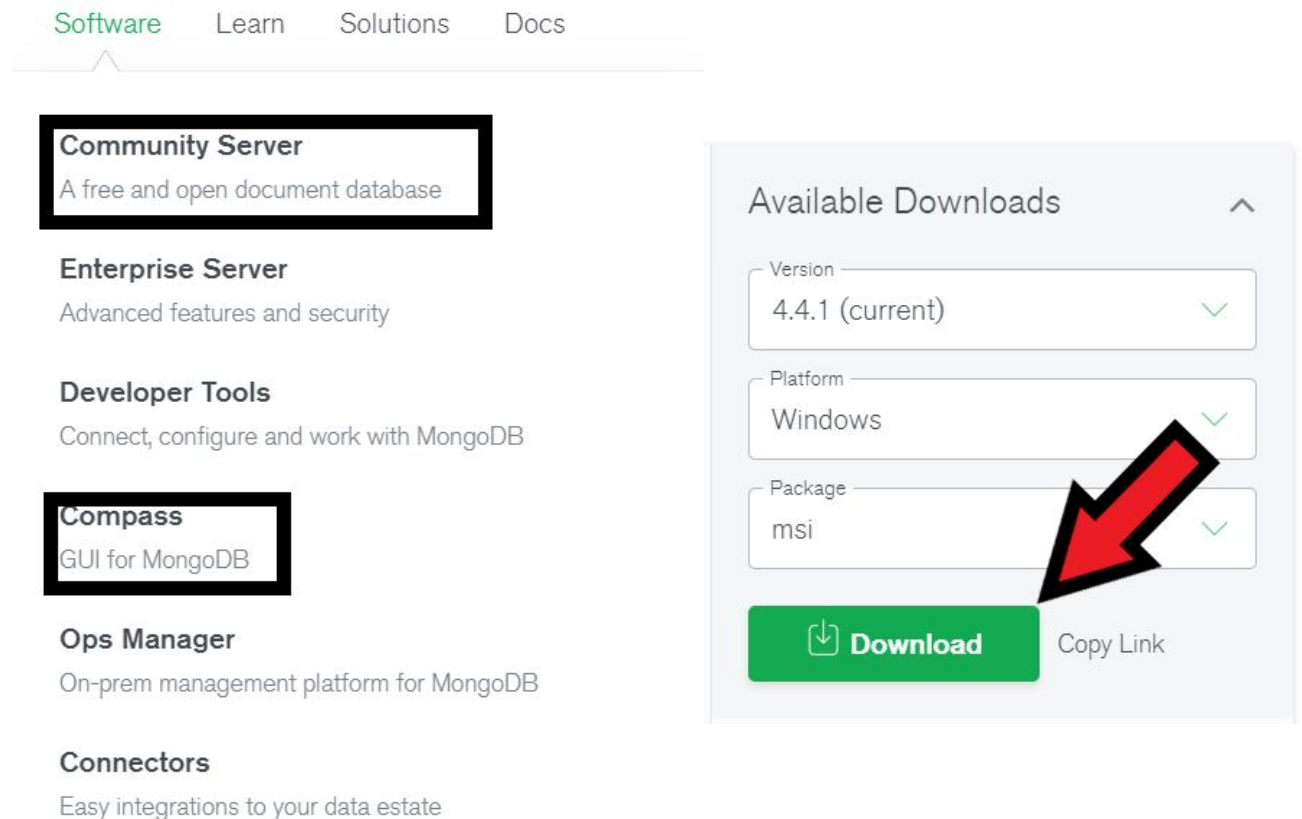 Software Learn Solutions Docs
Community Server
A free and open document database
Enterprise Server
Advanced features and security
Developer Tools
Connect, configure and work with MongoDB
Compass
GUI for MongoDB
Ops Manager
On-prem management platform for MongoDB
Connectors
Easy integrations to your data estate
Available Downloads
Version
4.4.1 (current)
Platform
Windows
Package
msi
Download
Copy Link